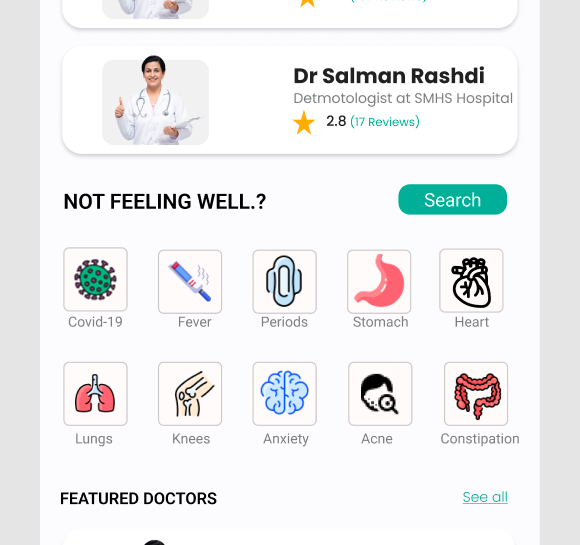 Dr Salman Rashdi
Detmotologist at SMHS Hospital
2.8 (17 Reviews)
NOT FEELING WELL.?
Search
Covid-19
Fever
Periods
Stomach
Heart
Lungs
Knees
Anxiety
Acne
Constipation
FEATURED DOCTORS
See all